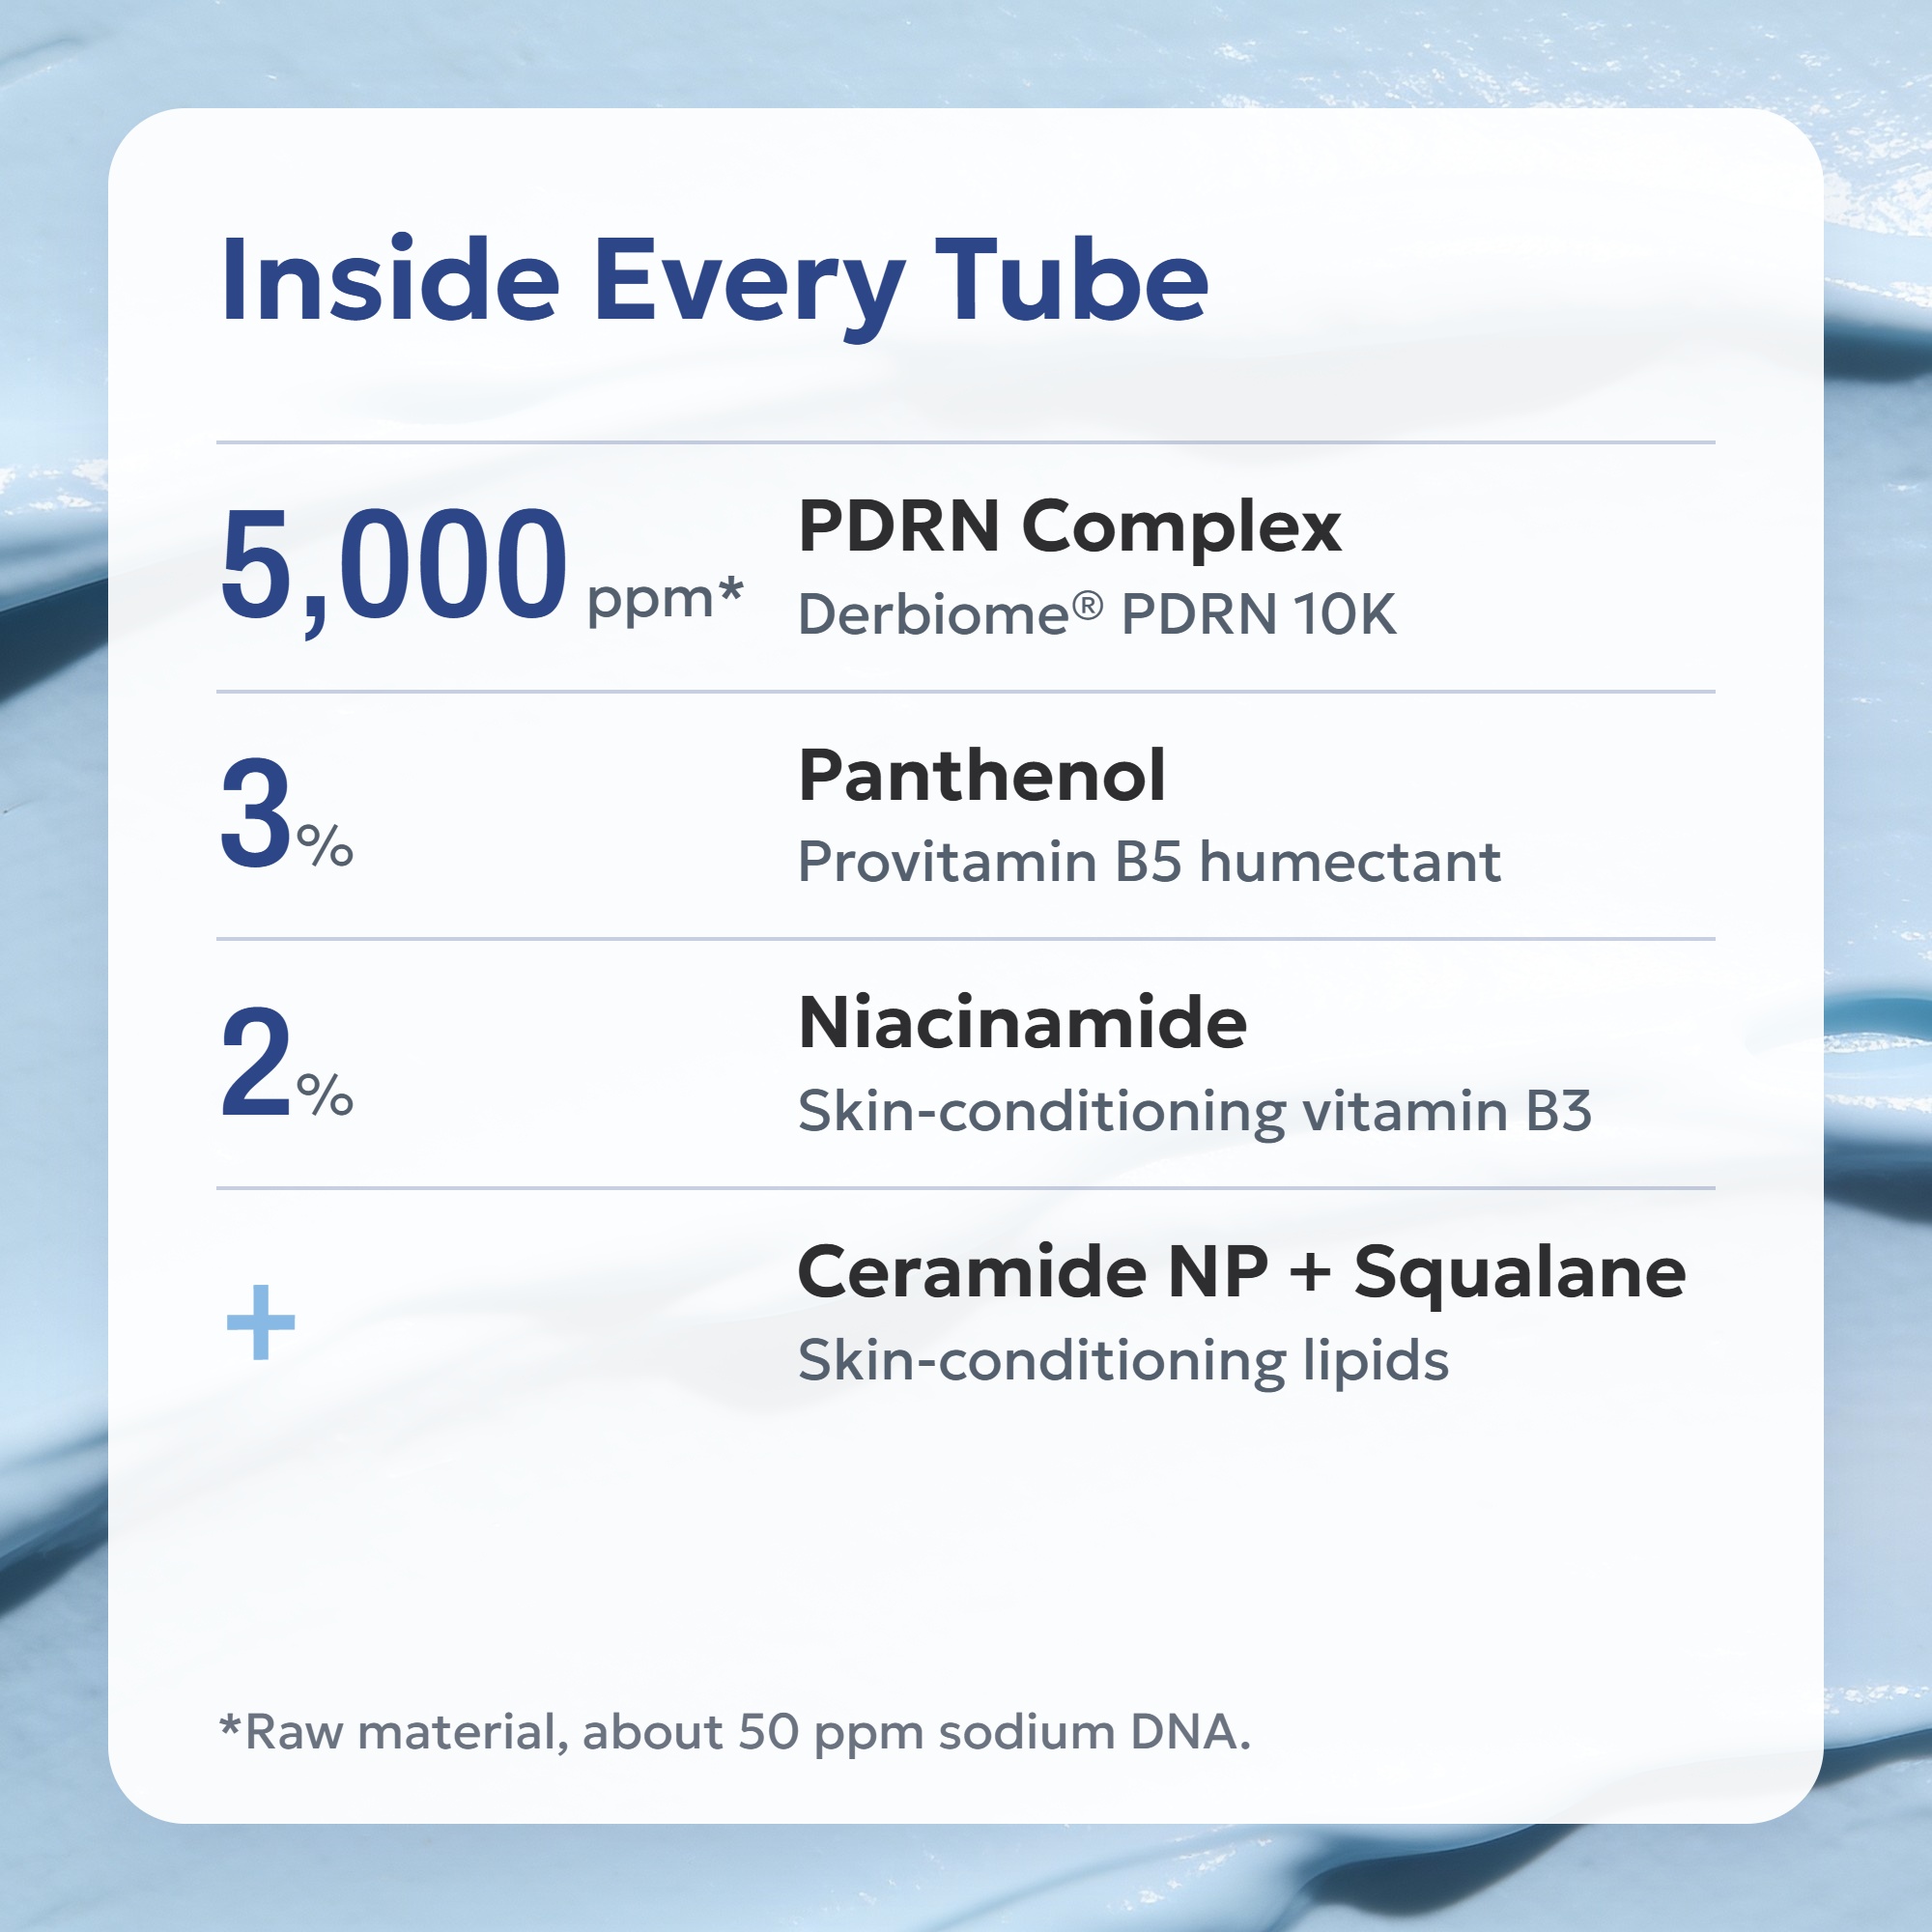 Inside Every Tube
5,000 ppm*
PDRN Complex
Derbiome® PDRN 10K
3%
Panthenol
Provitamin B5 humectant
2%
Niacinamide
Skin-conditioning vitamin B3
+
Ceramide NP + Squalane
Skin-conditioning lipids
*Raw material, about 50 ppm sodium DNA.